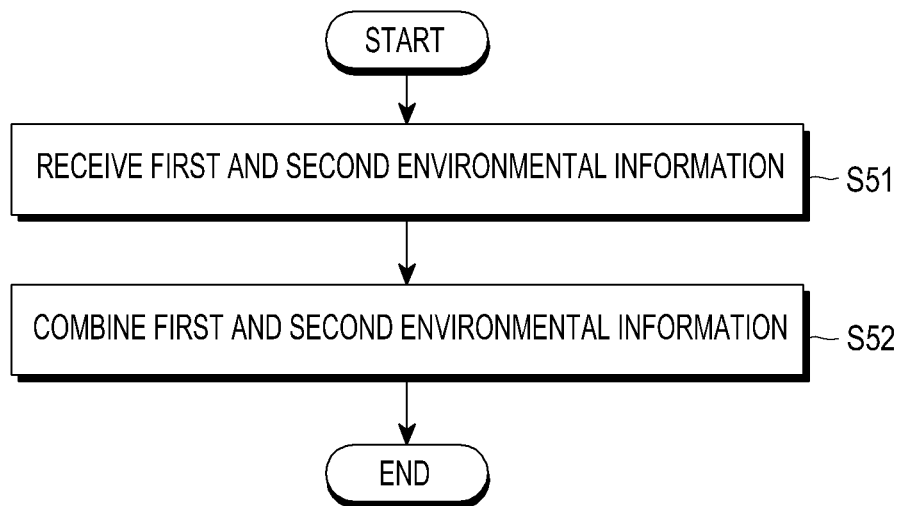 START
RECEIVE FIRST AND SECOND ENVIRONMENTAL INFORMATION
S51
COMBINE FIRST AND SECOND ENVIRONMENTAL INFORMATION
S52
END